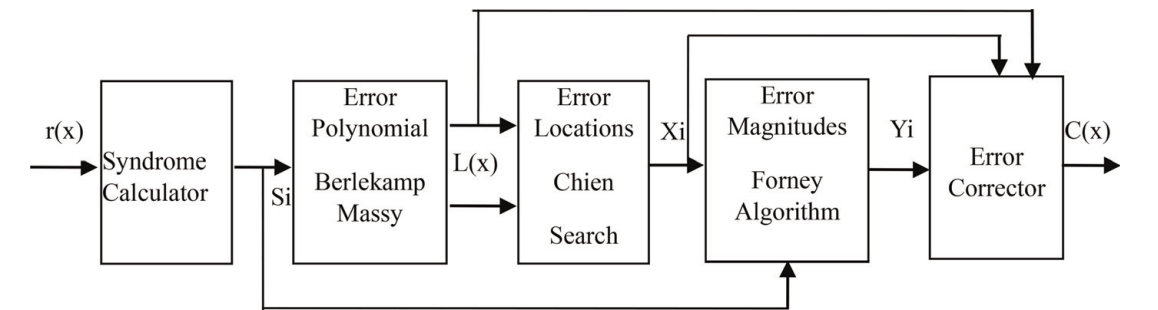 r(x)
Syndrome
Calculator
Si
Error
Polynomial
Berlekamp
Massy
L(x)
Error
Locations
Chien
Search
Xi
Error
Magnitudes
Forney
Algorithm
Yi
Error
Corrector
C(x)